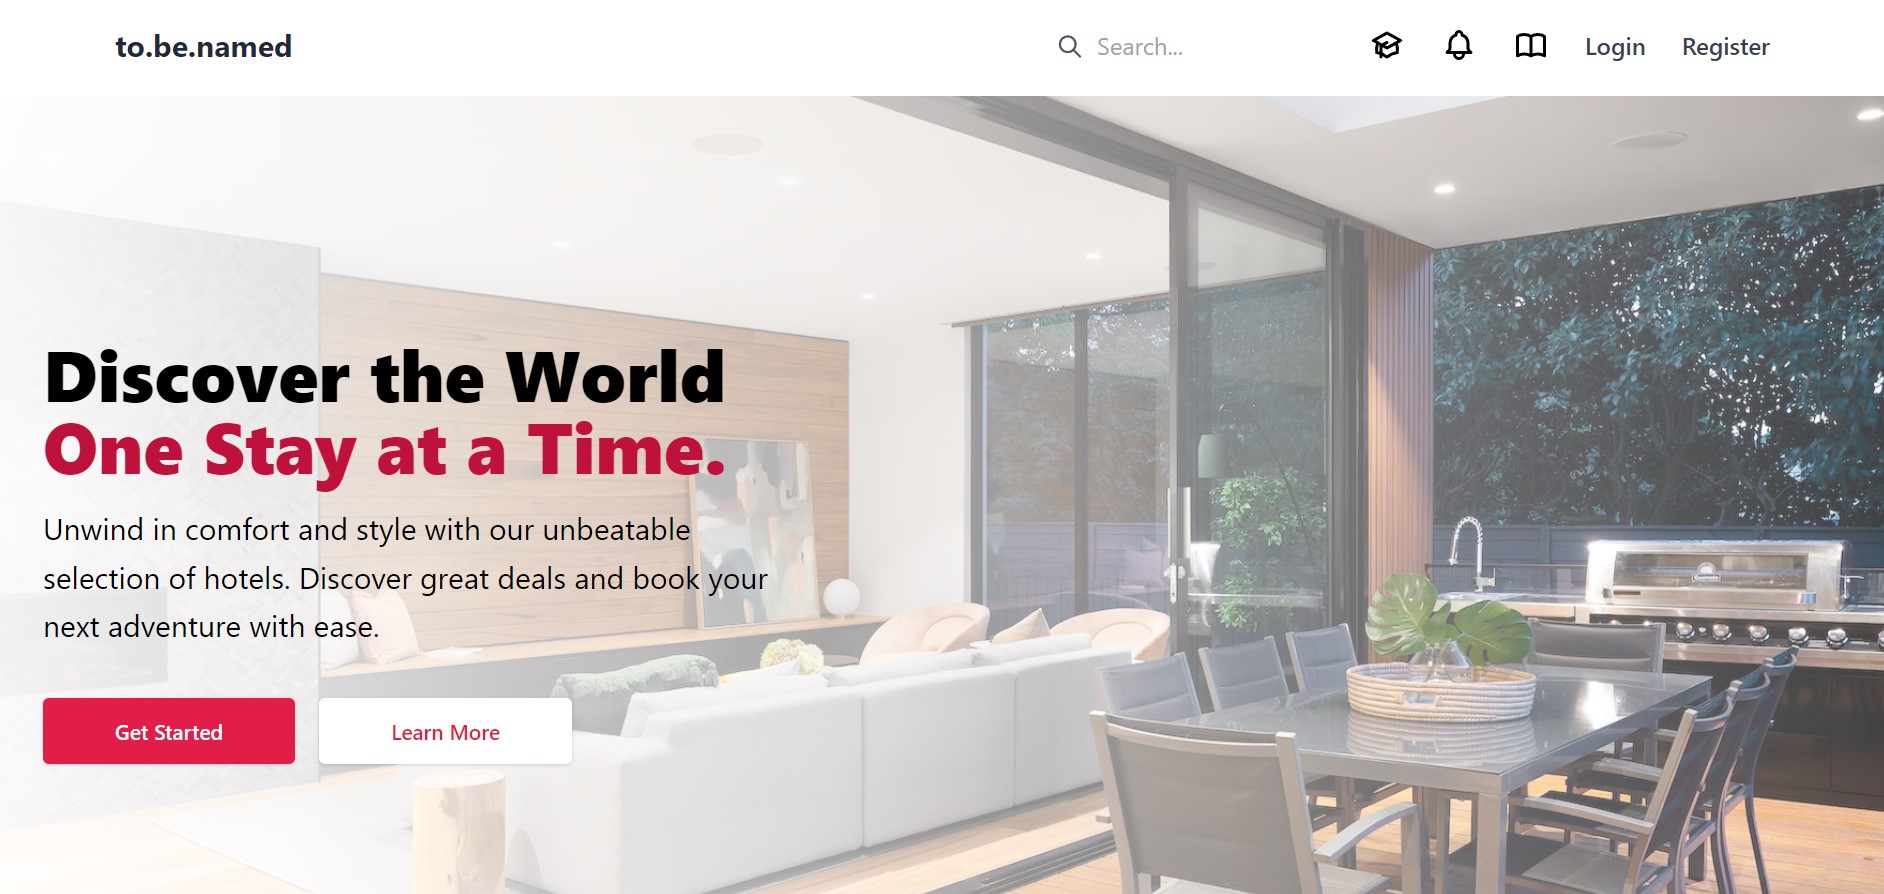 to.be.named
Search...
Login
Register
Discover the World
One Stay at a Time.
Unwind in comfort and style with our unbeatable
selection of hotels. Discover great deals and book your
next adventure with ease.
Get Started
Learn More